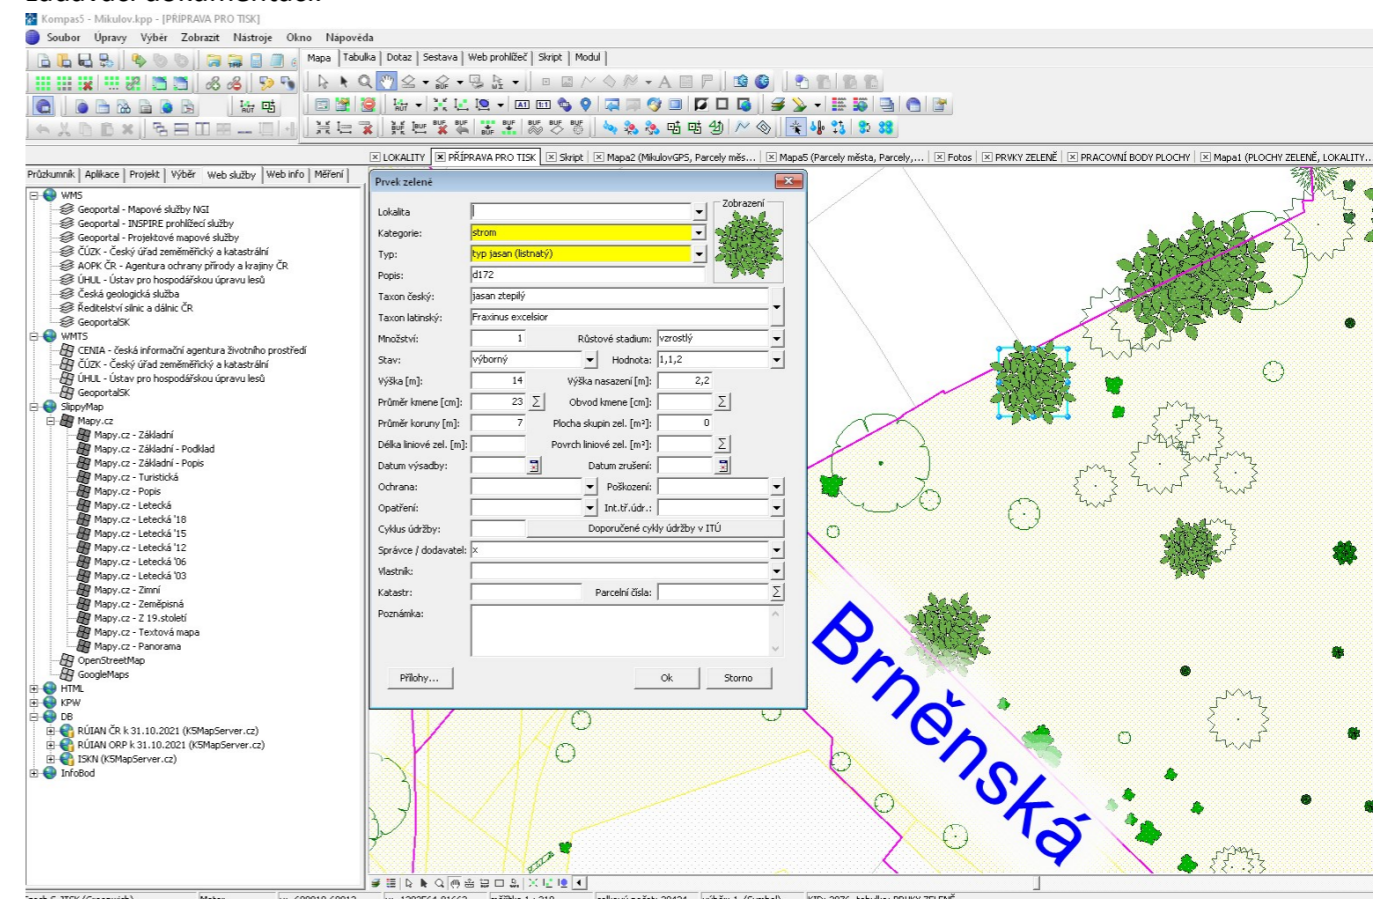 Kompas5 - Mikulov.kpp - [PŘÍPRAVA PRO TISK]
Soubor Úpravy Výběr Zobrazit Nástroje Okno Nápověda
Mapa Tabulka Dotaz Sestava Web prohlížeč Skript Modul
LOKALITY PŘÍPRAVA PRO TISK Skript Mapa2 (MikulovGPS, Parcely měs... Mapa5 (Parcely města, Parcely,... Fotos PRVKY ZELENĚ PRACOVNÍ BODY PLOCHY Mapa1 (PLOCHY ZELENĚ, LOKALITY...
Průzkumník Aplikace Projekt Výběr Web služby Web info Měření
WMS
Geoportal - Mapové služby NGI
Geoportal - INSPIRE prohlížecí služby
Geoportal - Projektové mapové služby
ČÚZK - Český úřad zeměměřický a katastrální
AOPK ČR - Agentura ochrany přírody a krajiny ČR
ÚHUL - Ústav pro hospodářskou úpravu lesů
Česká geologická služba
Ředitelství silnic a dálnic ČR
GeoportalSK
WMTS
CENIA - česká informační agentura životního prostředí
ČÚZK - Český úřad zeměměřický a katastrální
ÚHUL - Ústav pro hospodářskou úpravu lesů
GeoportalSK
SlippyMap
Mapy.cz
Mapy.cz - Základní
Mapy.cz - Základní - Podklad
Mapy.cz - Základní - Popis
Mapy.cz - Turistická
Mapy.cz - Popis
Mapy.cz - Letecká
Mapy.cz - Letecká '18
Mapy.cz - Letecká '15
Mapy.cz - Letecká '12
Mapy.cz - Letecká '06
Mapy.cz - Letecká '03
Mapy.cz - Zimní
Mapy.cz - Zeměpisná
Mapy.cz - Z 19.století
Mapy.cz - Textová mapa
Mapy.cz - Panorama
OpenStreetMap
GoogleMaps
HTML
KPW
DB
RÚIAN ČR k 31.10.2021 (K5MapServer.cz)
RÚIAN ORP k 31.10.2021 (K5MapServer.cz)
ISKN (K5MapServer.cz)
InfoBod
Prvek zeleně
Lokalita
Zobrazení
Kategorie: strom
Typ: typ jasan (listnatý)
Popis: d172
Taxon český: jasan ztepilý
Taxon latinský: Fraxinus excelsior
Množství: 1 Růstové stadium: vzrostlý
Stav: výborný Hodnota: 1,1,2
Výška [m]: 14 Výška nasazení [m]: 2,2
Průměr kmene [cm]: 23 Σ Obvod kmene [cm]: Σ
Průměr koruny [m]: 7 Plocha skupin zel. [m²]: 0
Délka liniové zel. [m]: Povrch liniové zel. [m²]: Σ
Datum výsadby: Datum zrušení:
Ochrana: Poškození:
Opatření: Int.tř.údr.:
Cyklus údržby: Doporučené cykly údržby v ITÚ
Správce / dodavatel: x
Vlastník:
Katastr: Parcelní čísla: Σ
Poznámka:
Přílohy... Ok Storno
Brněnská